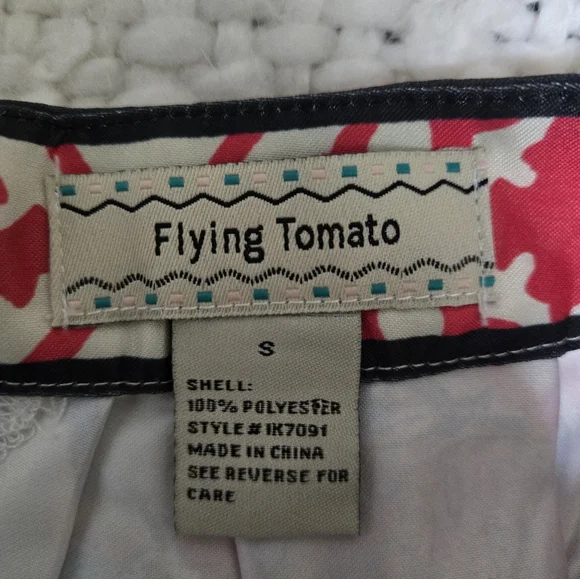 Flying Tomato
S
SHELL:
100% POLYESTER
STYLE# IK7091
MADE IN CHINA
SEE REVERSE FOR
CARE